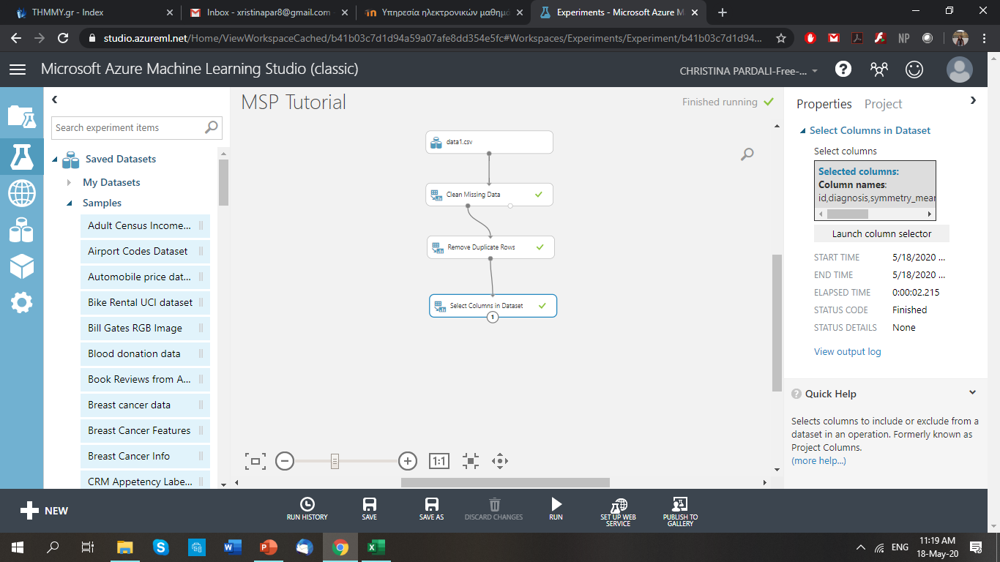 THMMY.gr - Index
Inbox - xristinapar8@gmail.com
Υπηρεσία ηλεκτρονικών μαθημά
Experiments - Microsoft Azure M
studio.azureml.net/Home/ViewWorkspaceCached/b41b03c7d1d94a59a07afe8dd354e5fc#Workspaces/Experiments/Experiment/b41b03c7d1d94...
NP
Microsoft Azure Machine Learning Studio (classic)
CHRISTINA PARDALI-Free-...
Search experiment items
Saved Datasets
My Datasets
Samples
Adult Census Income...
Airport Codes Dataset
Automobile price dat...
Bike Rental UCI dataset
Bill Gates RGB Image
Blood donation data
Book Reviews from A...
Breast cancer data
Breast Cancer Features
Breast Cancer Info
CRM Appetency Labe...
MSP Tutorial
Finished running
data1.csv
Clean Missing Data
Remove Duplicate Rows
Select Columns in Dataset
1
1:1
Properties
Project
Select Columns in Dataset
Select columns
Selected columns:
Column names:
id,diagnosis,symmetry_mean
Launch column selector
START TIME 5/18/2020 ...
END TIME 5/18/2020 ...
ELAPSED TIME 0:00:02.215
STATUS CODE Finished
STATUS DETAILS None
View output log
Quick Help
Selects columns to include or exclude from a
dataset in an operation. Formerly known as
Project Columns.
(more help...)
NEW
RUN HISTORY
SAVE
SAVE AS
DISCARD CHANGES
RUN
SET UP WEB
SERVICE
PUBLISH TO
GALLERY
ENG
11:19 AM
18-May-20